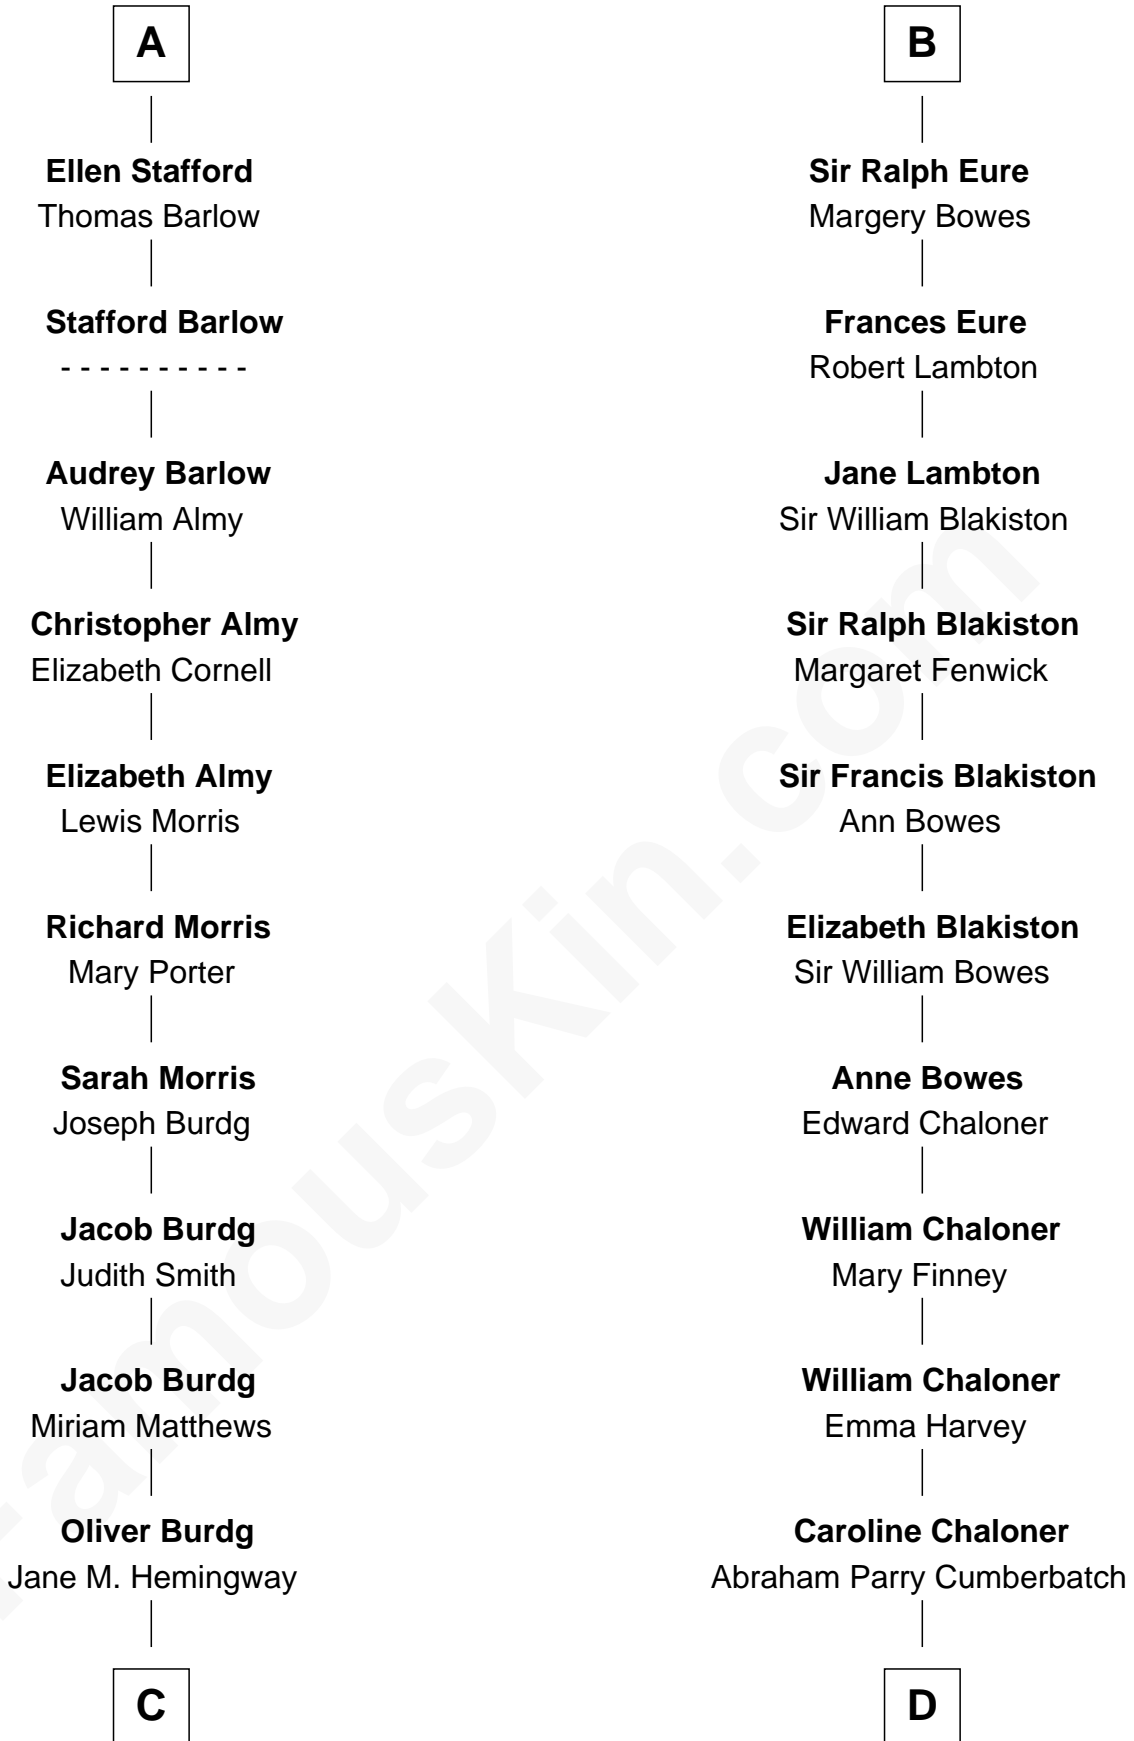 A
Ellen Stafford
Thomas Barlow
Stafford Barlow
- - - - - - - - - -
Audrey Barlow
William Almy
Christopher Almy
Elizabeth Cornell
Elizabeth Almy
Lewis Morris
Richard Morris
Mary Porter
Sarah Morris
Joseph Burdg
Jacob Burdg
Judith Smith
Jacob Burdg
Miriam Matthews
Oliver Burdg
Jane M. Hemingway
C
B
Sir Ralph Eure
Margery Bowes
Frances Eure
Robert Lambton
Jane Lambton
Sir William Blakiston
Sir Ralph Blakiston
Margaret Fenwick
Sir Francis Blakiston
Ann Bowes
Elizabeth Blakiston
Sir William Bowes
Anne Bowes
Edward Chaloner
William Chaloner
Mary Finney
William Chaloner
Emma Harvey
Caroline Chaloner
Abraham Parry Cumberbatch
D
FamousKin.com